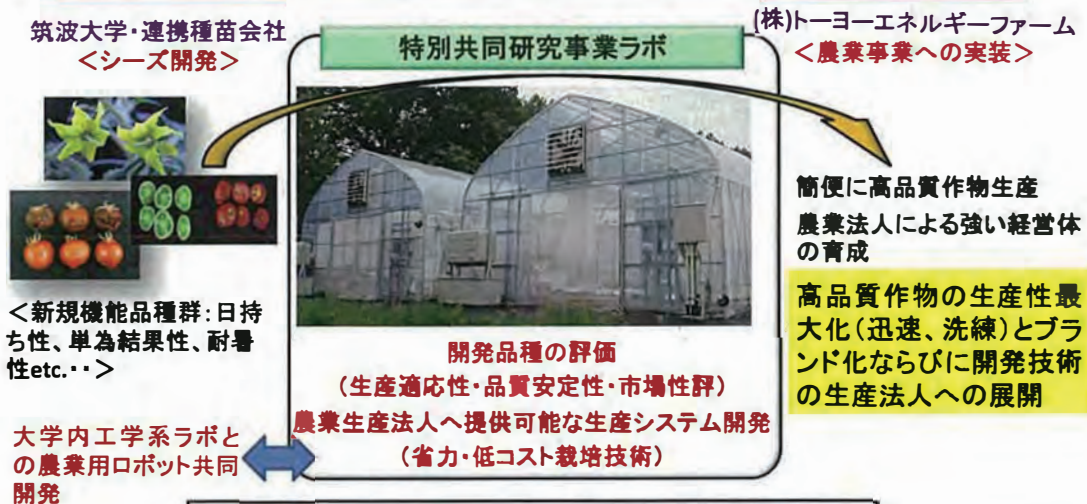 筑波大学・連携種苗会社
＜シーズ開発＞
特別共同研究事業ラボ
(株)トーヨーエネルギーファーム
＜農業事業への実装＞
＜新規機能品種群：日持
ち性、単為結果性、耐暑
性etc.‥＞
大学内工学系ラボと
の農業用ロボット共同
開発
開発品種の評価
（生産適応性・品質安定性・市場性評）
農業生産法人へ提供可能な生産システム開発
（省力・低コスト栽培技術）
簡便に高品質作物生産
農業法人による強い経営体
の育成
高品質作物の生産性最
大化（迅速、洗練）とブラ
ンド化ならびに開発技術
の生産法人への展開